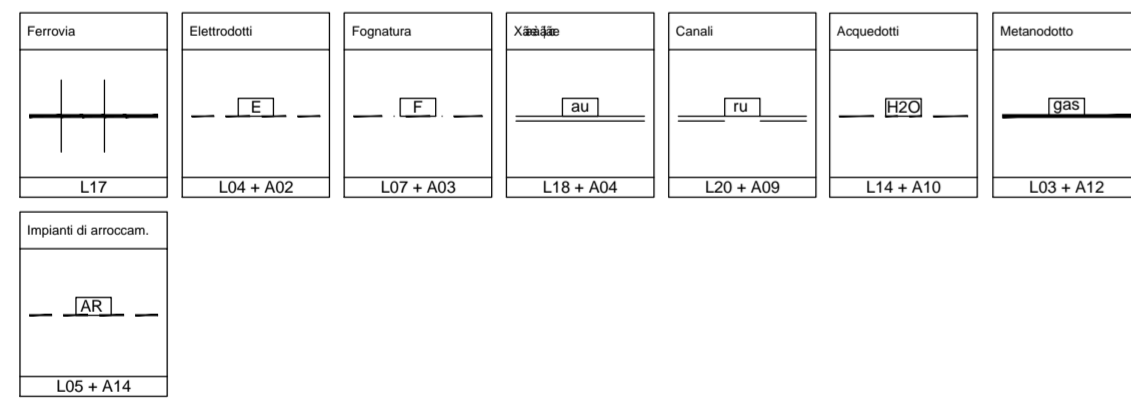 Ferrovia
Elettrodotti
Fognatura
Canali
Acquedotti
Metanodotto
E
F
au
ru
H2O
gas
L17
L04 + A02
L07 + A03
L18 + A04
L20 + A09
L14 + A10
L03 + A12
Impianti di arroccam.
AR
L05 + A14